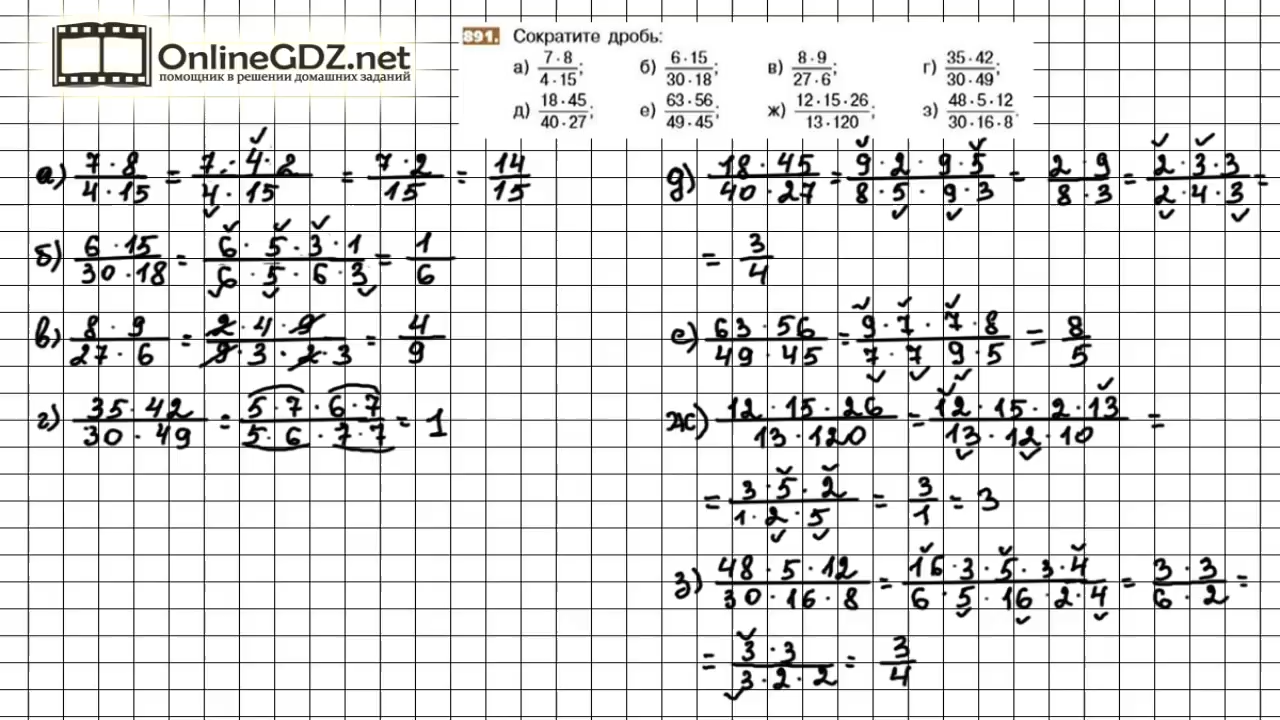 OnlineGDZ.net
помощник в решении домашних заданий
891. Сократите дробь:
а) 7·8/4·15; б) 6·15/30·18; в) 8·9/27·6; г) 35·42/30·49;
д) 18·45/40·27; е) 63·56/49·45; ж) 12·15·26/13·120; з) 48·5·12/30·16·8.
а) 7·8/4·15 = 7·4·2/4·15 = 7·2/15 = 14/15
б) 6·15/30·18 = 6·5·3·1/6·5·6·3 = 1/6
в) 8·9/27·6 = 2·4·9/9·3·2·3 = 4/9
г) 35·42/30·49 = 5·7·6·7/5·6·7·7 = 1
д) 18·45/40·27 = 9·2·9·5/8·5·9·3 = 2·9/8·3 = 2·3·3/2·4·3 =
= 3/4
е) 63·56/49·45 = 9·7·7·8/7·7·9·5 = 8/5
ж) 12·15·26/13·120 = 12·15·2·13/13·12·10 =
= 3·5·2/1·2·5 = 3/1 = 3
з) 48·5·12/30·16·8 = 16·3·5·3·4/6·5·16·2·4 = 3·3/6·2 =
= 3·3/3·2·2 = 3/4